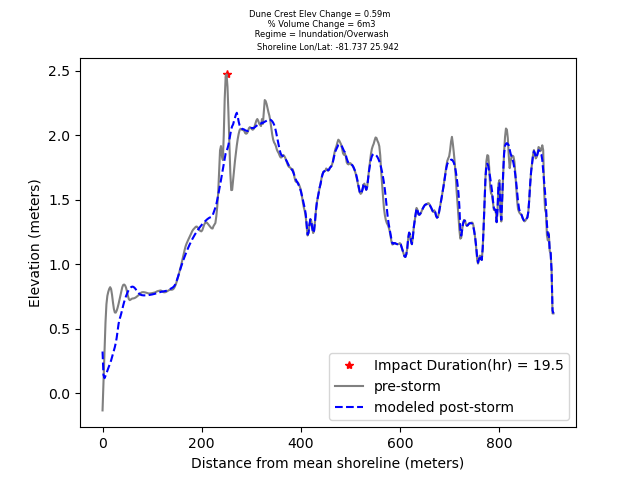 Dune Crest Elev Change = 0.59m
% Volume Change = 6m3
Regime = Inundation/Overwash
Shoreline Lon/Lat: -81.737 25.942
2.5
2.0
1.5
1.0
0.5
0.0
Elevation (meters)
Impact Duration(hr) = 19.5
pre-storm
modeled post-storm
0 200 400 600 800
Distance from mean shoreline (meters)